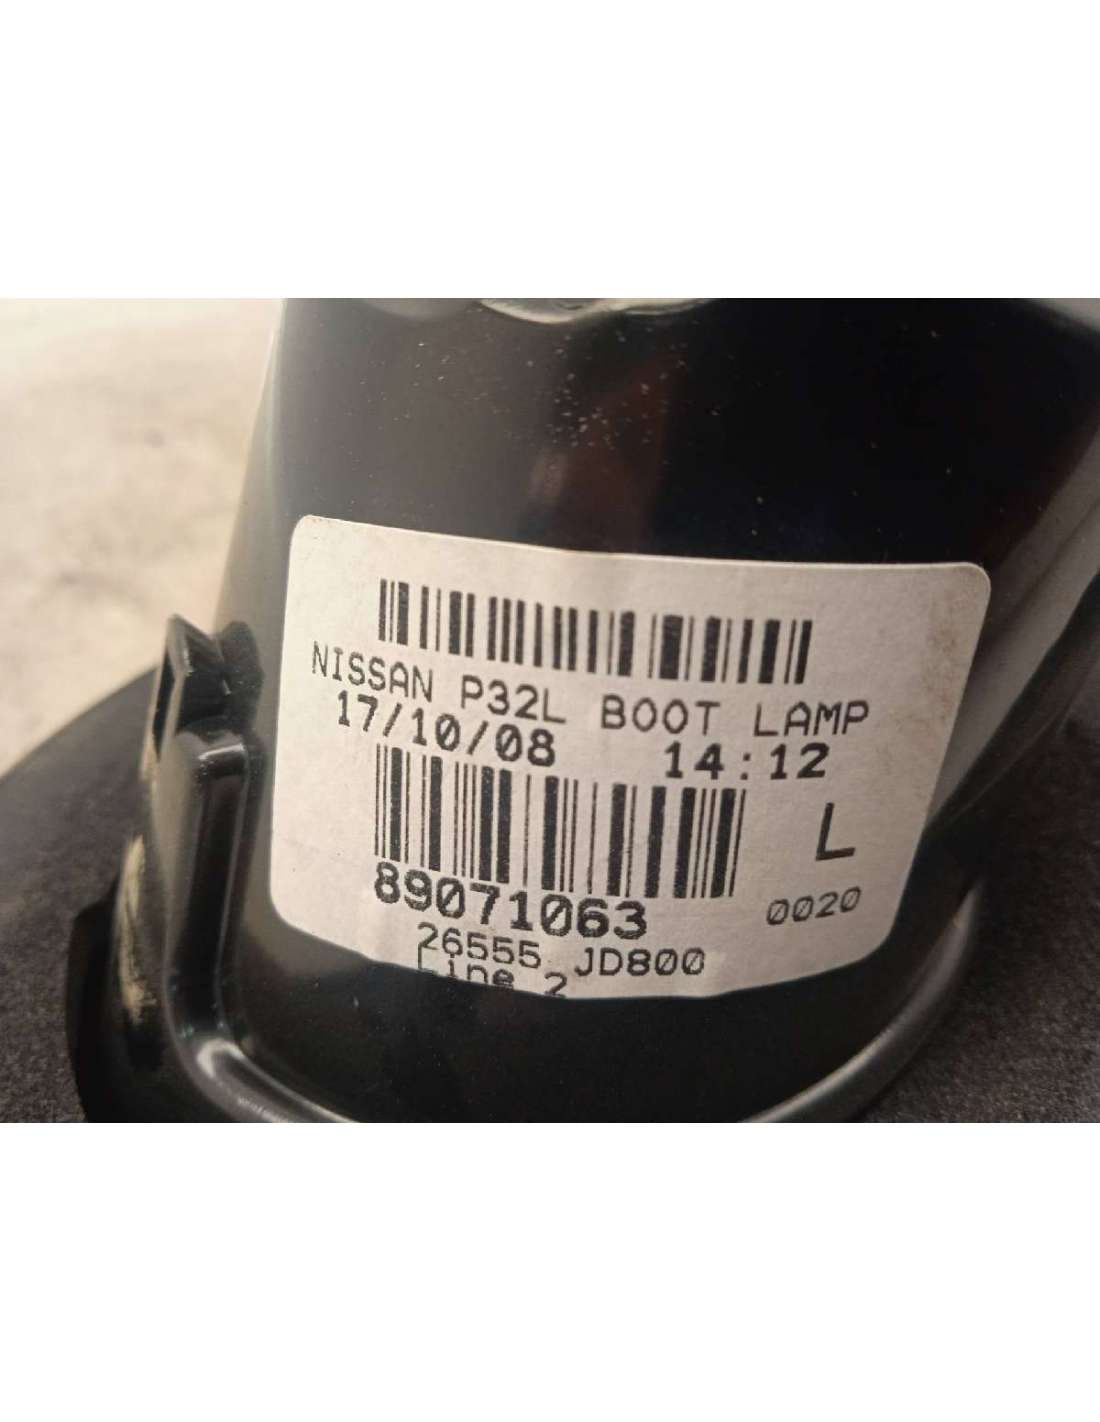 NISSAN P32L BOOT LAMP
17/10/08 14:12
L
89071063 0020
26555 JD800
Line 2